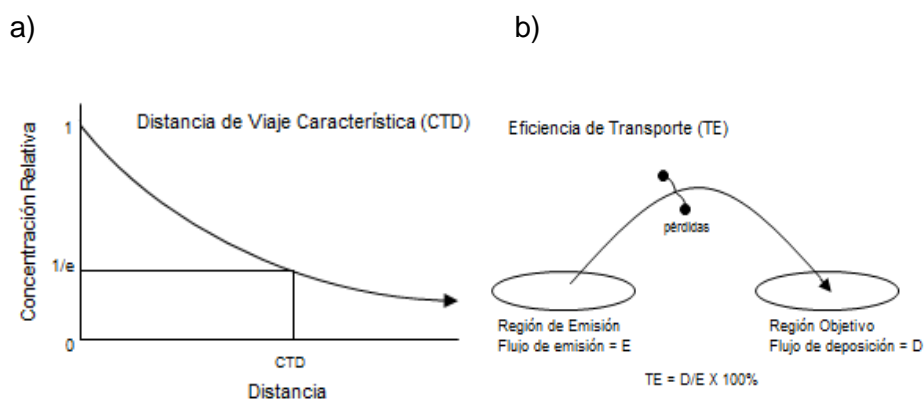 a)
b)
Distancia de Viaje Característica (CTD)
Concentración Relativa
1
1/e
0
CTD
Distancia
Eficiencia de Transporte (TE)
pérdidas
Región de Emisión
Flujo de emisión = E
Región Objetivo
Flujo de deposición = D
TE = D/E X 100%